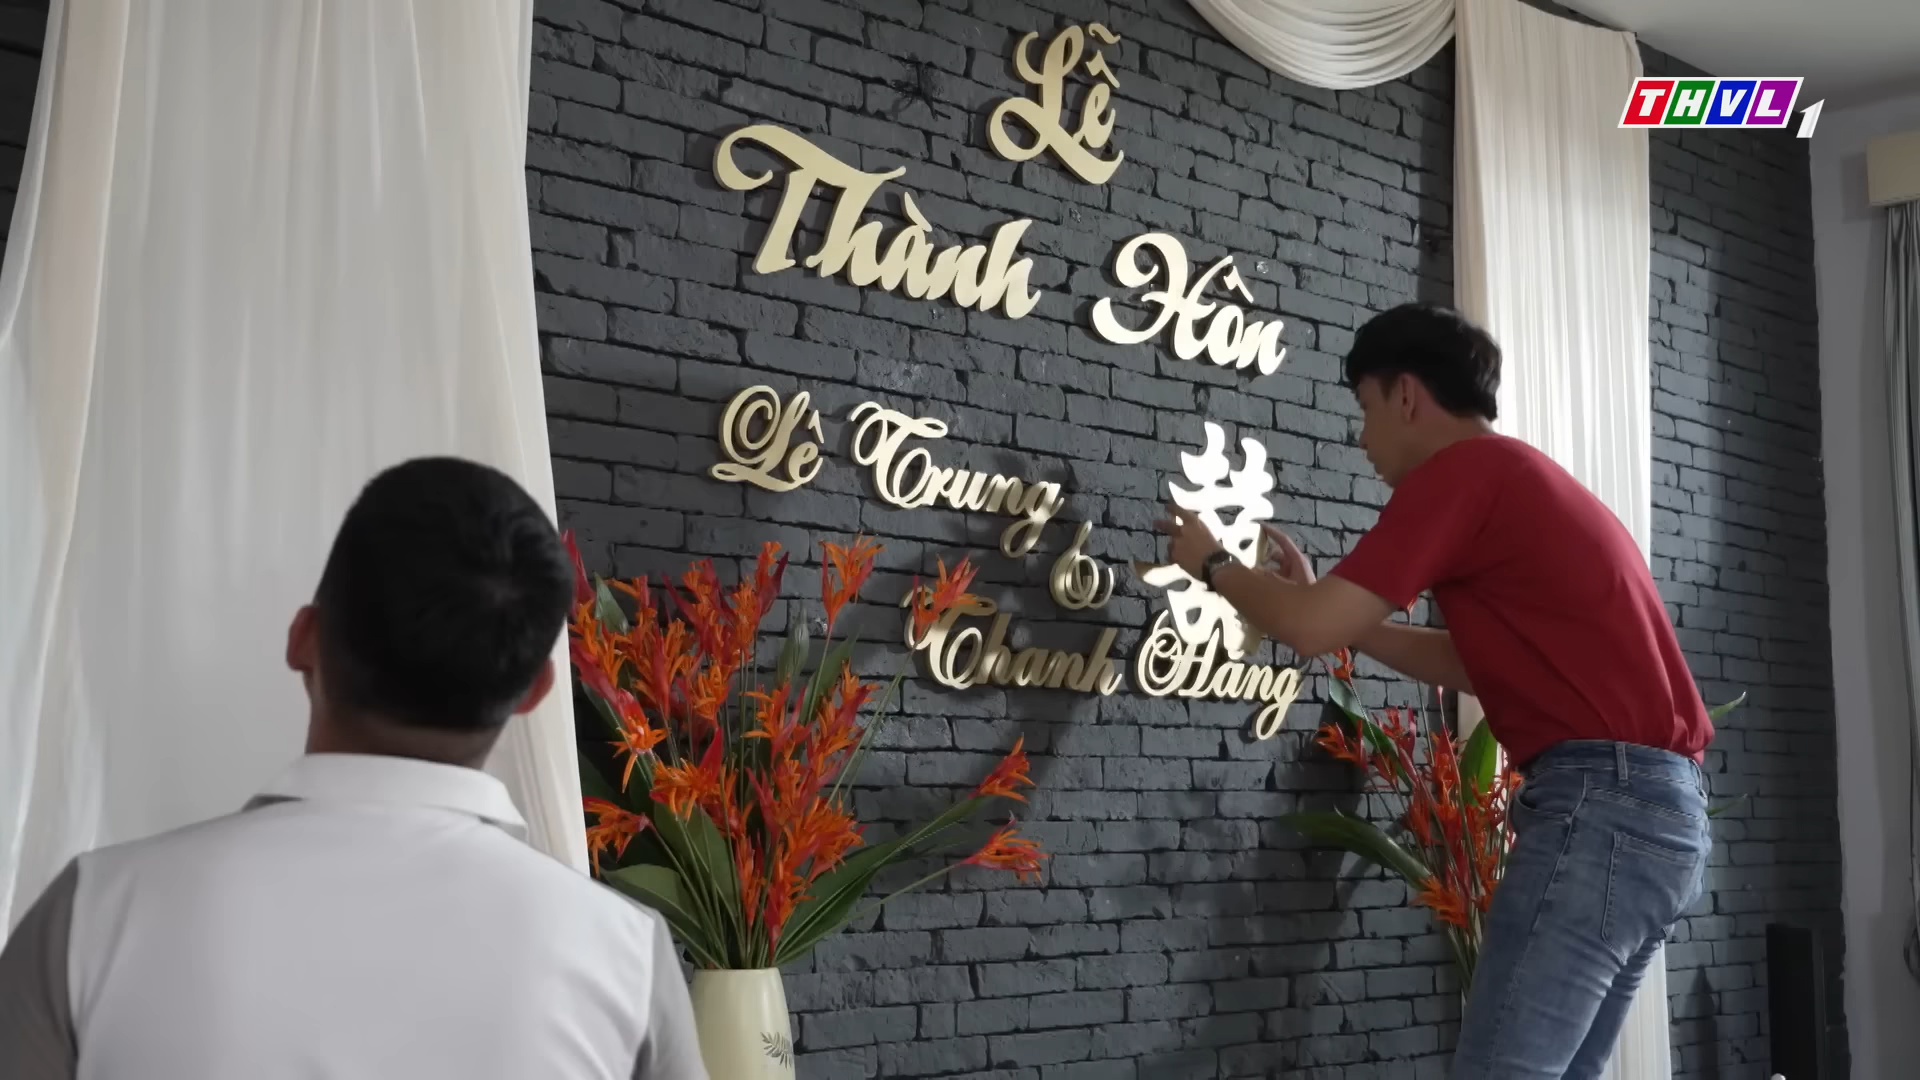 THVL1
Lễ
Thành Hôn
Lê Trung
&
Thanh Hằng